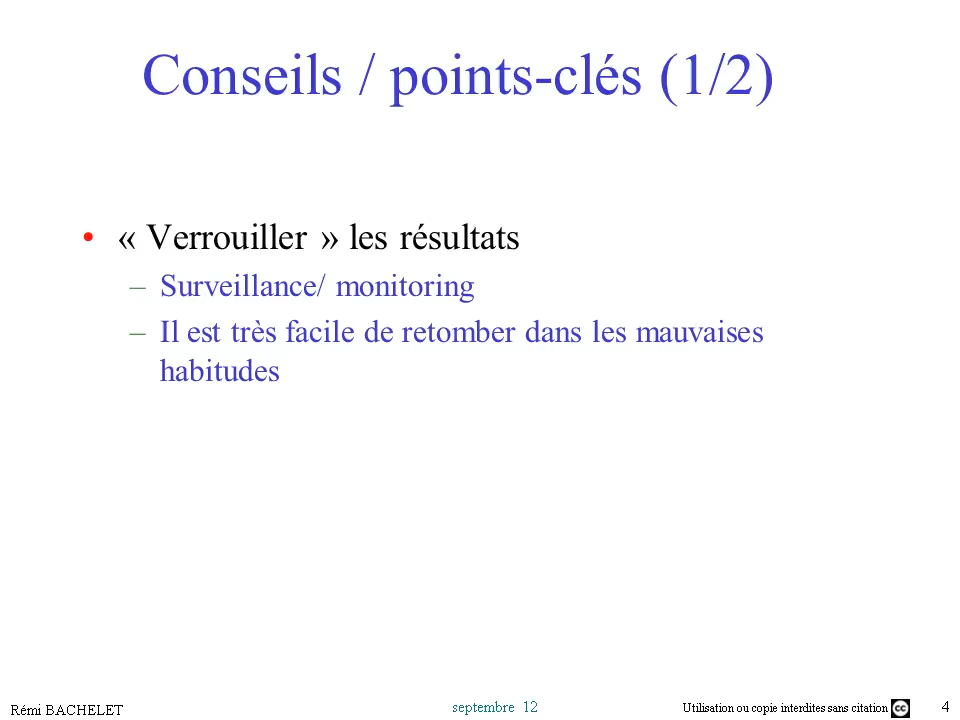 Conseils / points-clés (1/2)
• « Verrouiller » les résultats
– Surveillance/ monitoring
– Il est très facile de retomber dans les mauvaises
habitudes
Rémi BACHELET
septembre 12
Utilisation ou copie interdites sans citation
cc
4